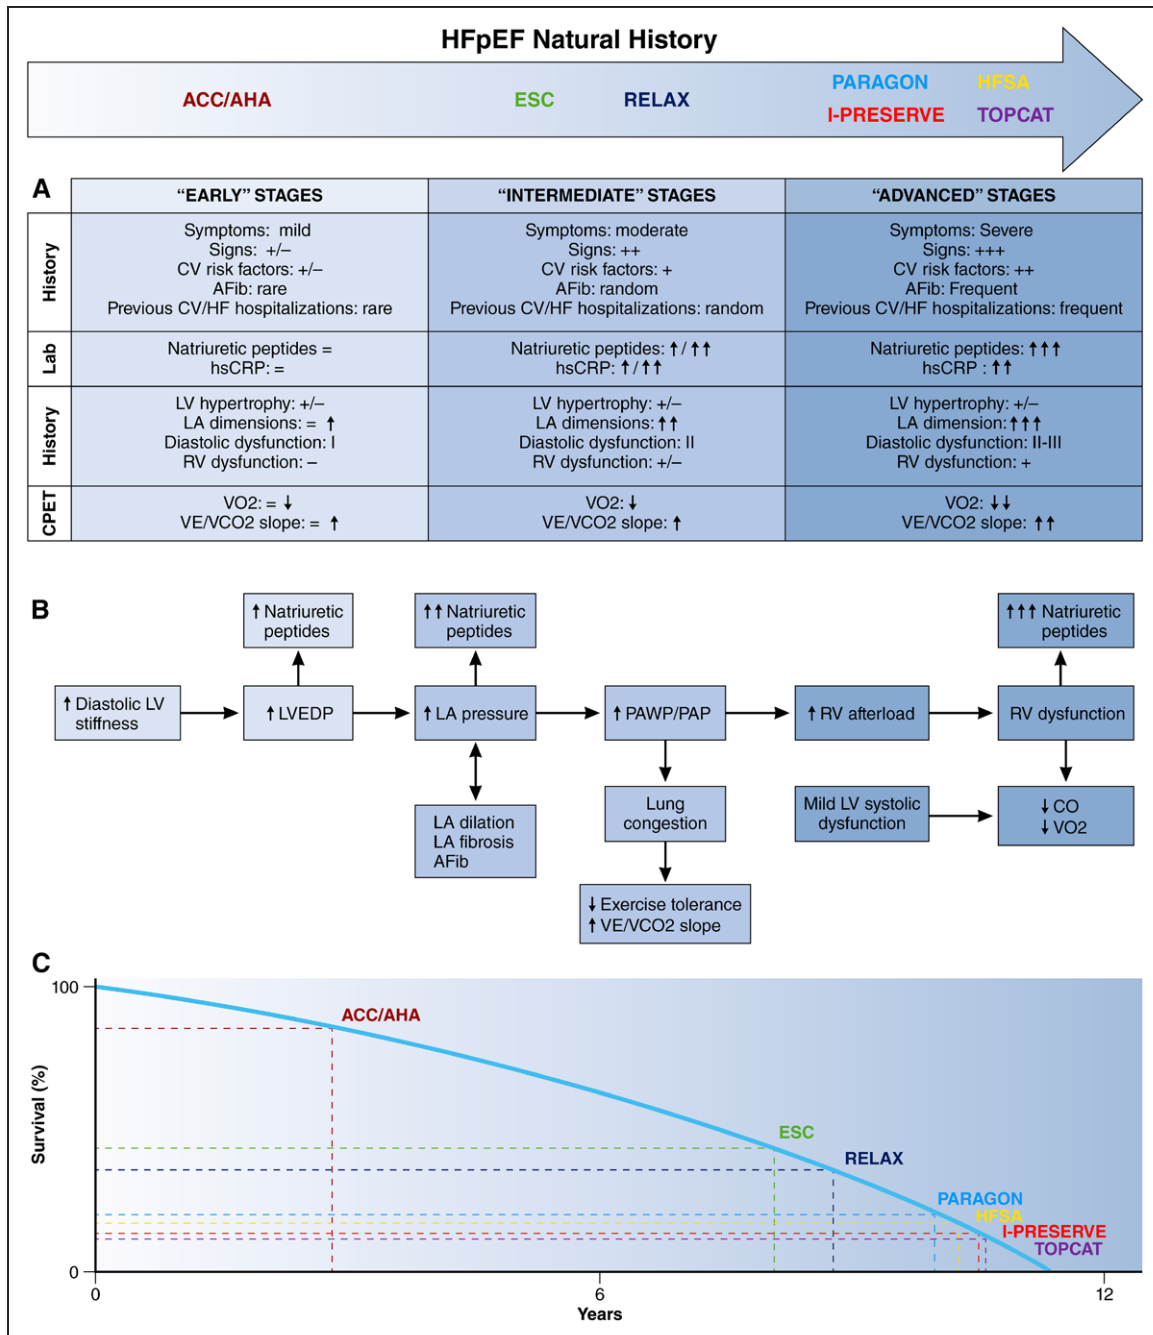 HFpEF Natural History
ACC/AHA
ESC
RELAX
PARAGON
HFSA
I-PRESERVE
TOPCAT
A
“EARLY” STAGES
“INTERMEDIATE” STAGES
“ADVANCED” STAGES
History
Symptoms: mild
Signs: +/–
CV risk factors: +/–
AFib: rare
Previous CV/HF hospitalizations: rare
Symptoms: moderate
Signs: ++
CV risk factors: +
AFib: random
Previous CV/HF hospitalizations: random
Symptoms: Severe
Signs: +++
CV risk factors: ++
AFib: Frequent
Previous CV/HF hospitalizations: frequent
Lab
Natriuretic peptides =
hsCRP: =
Natriuretic peptides: ↑/↑↑
hsCRP: ↑/↑↑
Natriuretic peptides: ↑↑↑
hsCRP : ↑↑
History
LV hypertrophy: +/–
LA dimensions: = ↑
Diastolic dysfunction: I
RV dysfunction: –
LV hypertrophy: +/–
LA dimensions: ↑↑
Diastolic dysfunction: II
RV dysfunction: +/–
LV hypertrophy: +/–
LA dimension: ↑↑↑
Diastolic dysfunction: II-III
RV dysfunction: +
CPET
VO2: = ↓
VE/VCO2 slope: = ↑
VO2: ↓
VE/VCO2 slope: ↑
VO2: ↓↓
VE/VCO2 slope: ↑↑
B
↑ Natriuretic
peptides
↑↑ Natriuretic
peptides
↑↑↑ Natriuretic
peptides
↑ Diastolic LV
stiffness
↑ LVEDP
↑ LA pressure
↑ PAWP/PAP
↑ RV afterload
RV dysfunction
LA dilation
LA fibrosis
AFib
Lung
congestion
Mild LV systolic
dysfunction
↓ CO
↓ VO2
↓ Exercise tolerance
↑ VE/VCO2 slope
C
100
ACC/AHA
ESC
RELAX
PARAGON
HFSA
I-PRESERVE
TOPCAT
Survival (%)
0
0
6
12
Years